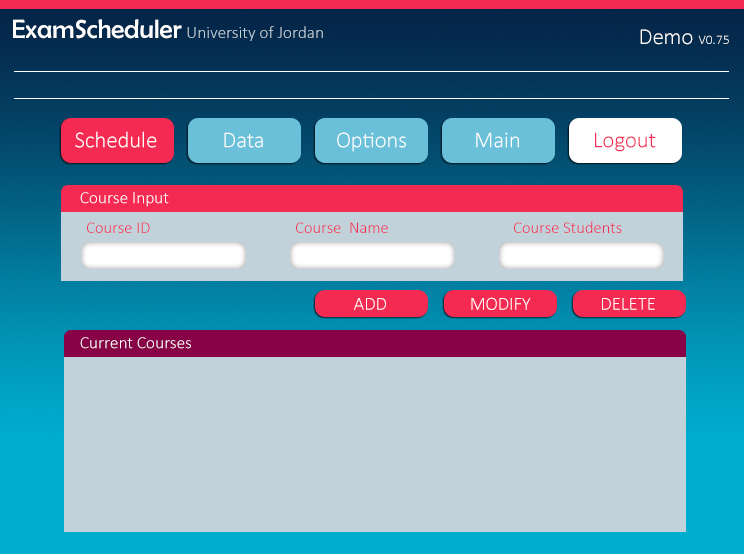 ExamScheduler University of Jordan
Demo V0.75
Schedule Data Options Main Logout
Course Input
Course ID Course Name Course Students
ADD MODIFY DELETE
Current Courses